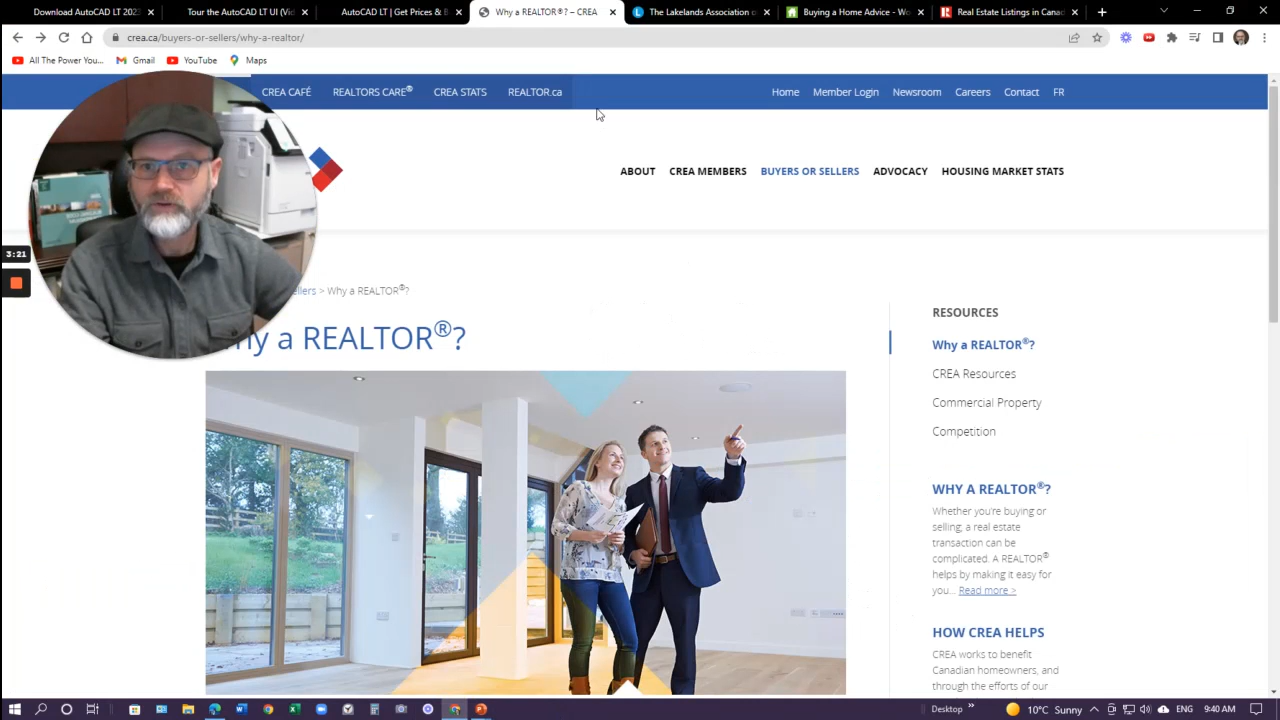 Download AutoCAD LT 2022
Tour the AutoCAD LT UI (Vid
AutoCAD LT | Get Prices & B
Why a REALTOR®? – CREA
The Lakelands Association o
Buying a Home Advice - Wo
Real Estate Listings in Canad
crea.ca/buyers-or-sellers/why-a-realtor/
All The Power You...
Gmail
YouTube
Maps
CREA CAFÉ
REALTORS CARE®
CREA STATS
REALTOR.ca
Home
Member Login
Newsroom
Careers
Contact
FR
ABOUT
CREA MEMBERS
BUYERS OR SELLERS
ADVOCACY
HOUSING MARKET STATS
3:21
ellers > Why a REALTOR®?
hy a REALTOR®?
RESOURCES
Why a REALTOR®?
CREA Resources
Commercial Property
Competition
WHY A REALTOR®?
Whether you're buying or
selling, a real estate
transaction can be
complicated. A REALTOR®
helps by making it easy for
you... Read more >
HOW CREA HELPS
CREA works to benefit
Canadian homeowners, and
through the efforts of our
Desktop
10°C Sunny
ENG
9:40 AM